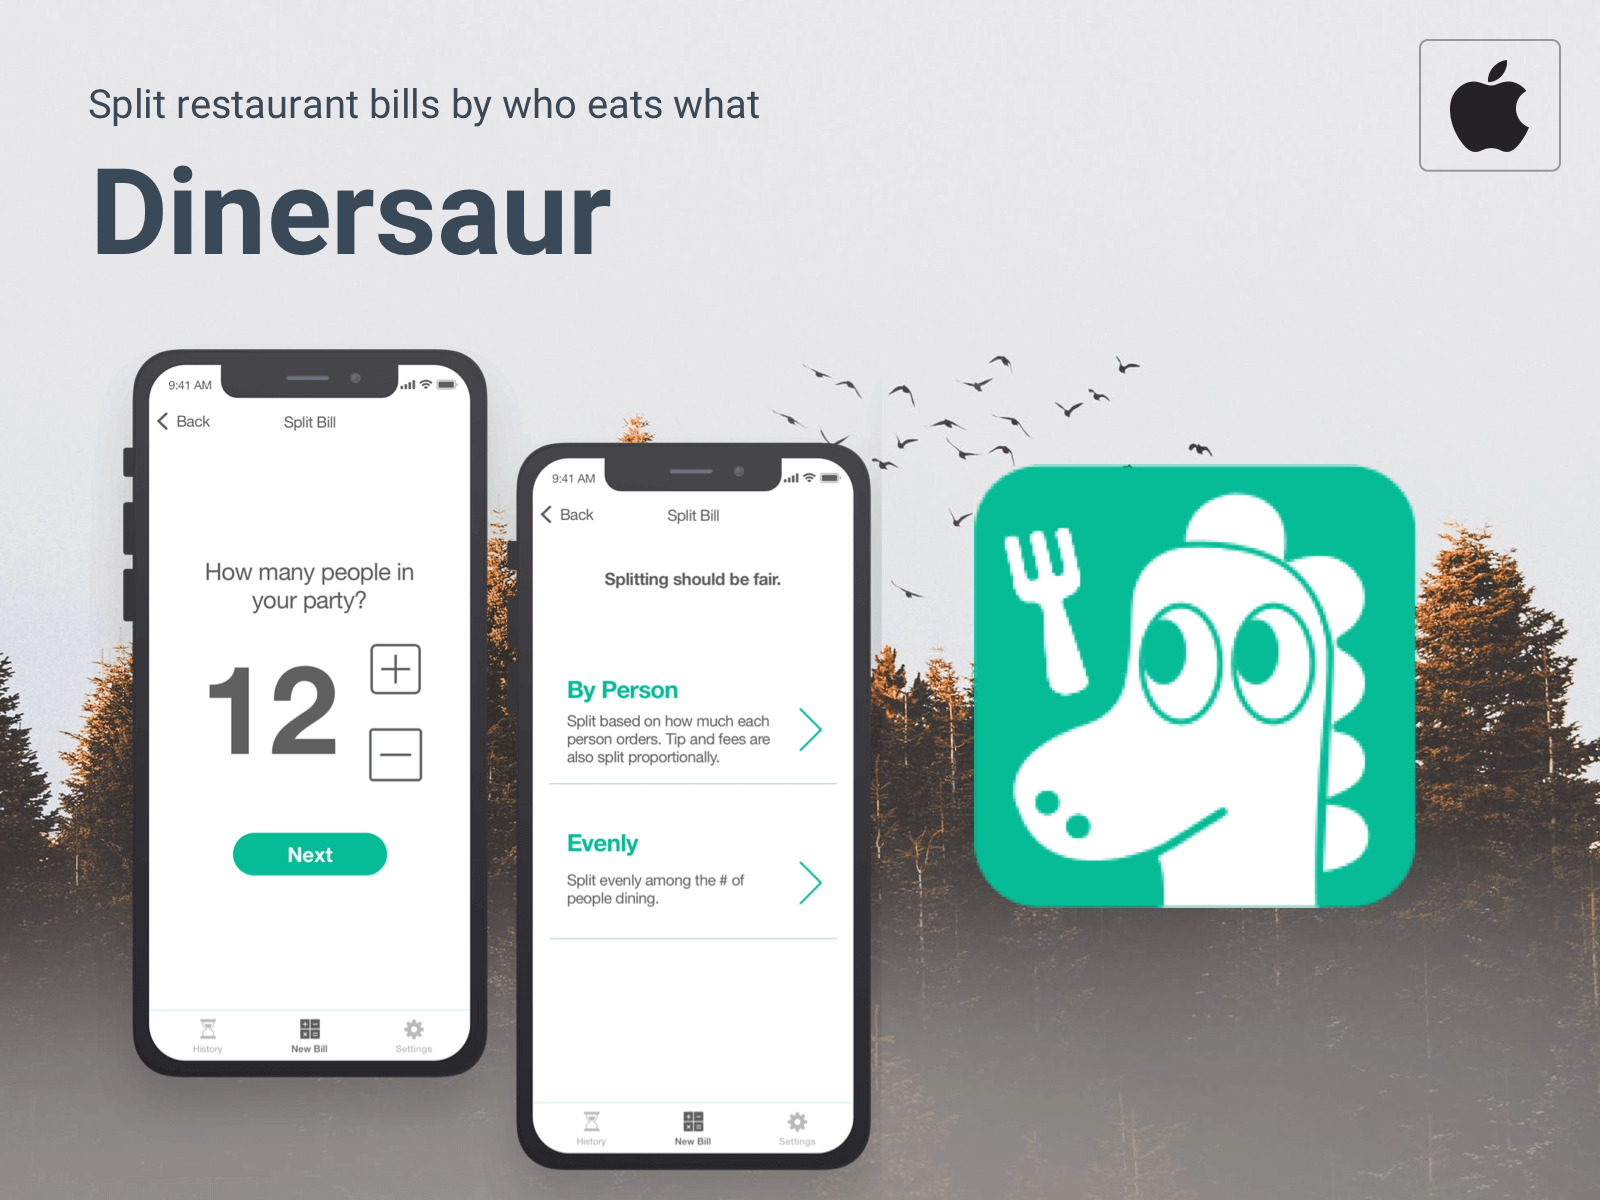 Split restaurant bills by who eats what
Dinersaur
9:41 AM
Back
Split Bill
How many people in
your party?
12
Next
History
New Bill
Settings
9:41 AM
Back
Split Bill
Splitting should be fair.
By Person
Split based on how much each
person orders. Tip and fees are
also split proportionally.
Evenly
Split evenly among the # of
people dining.
History
New Bill
Settings